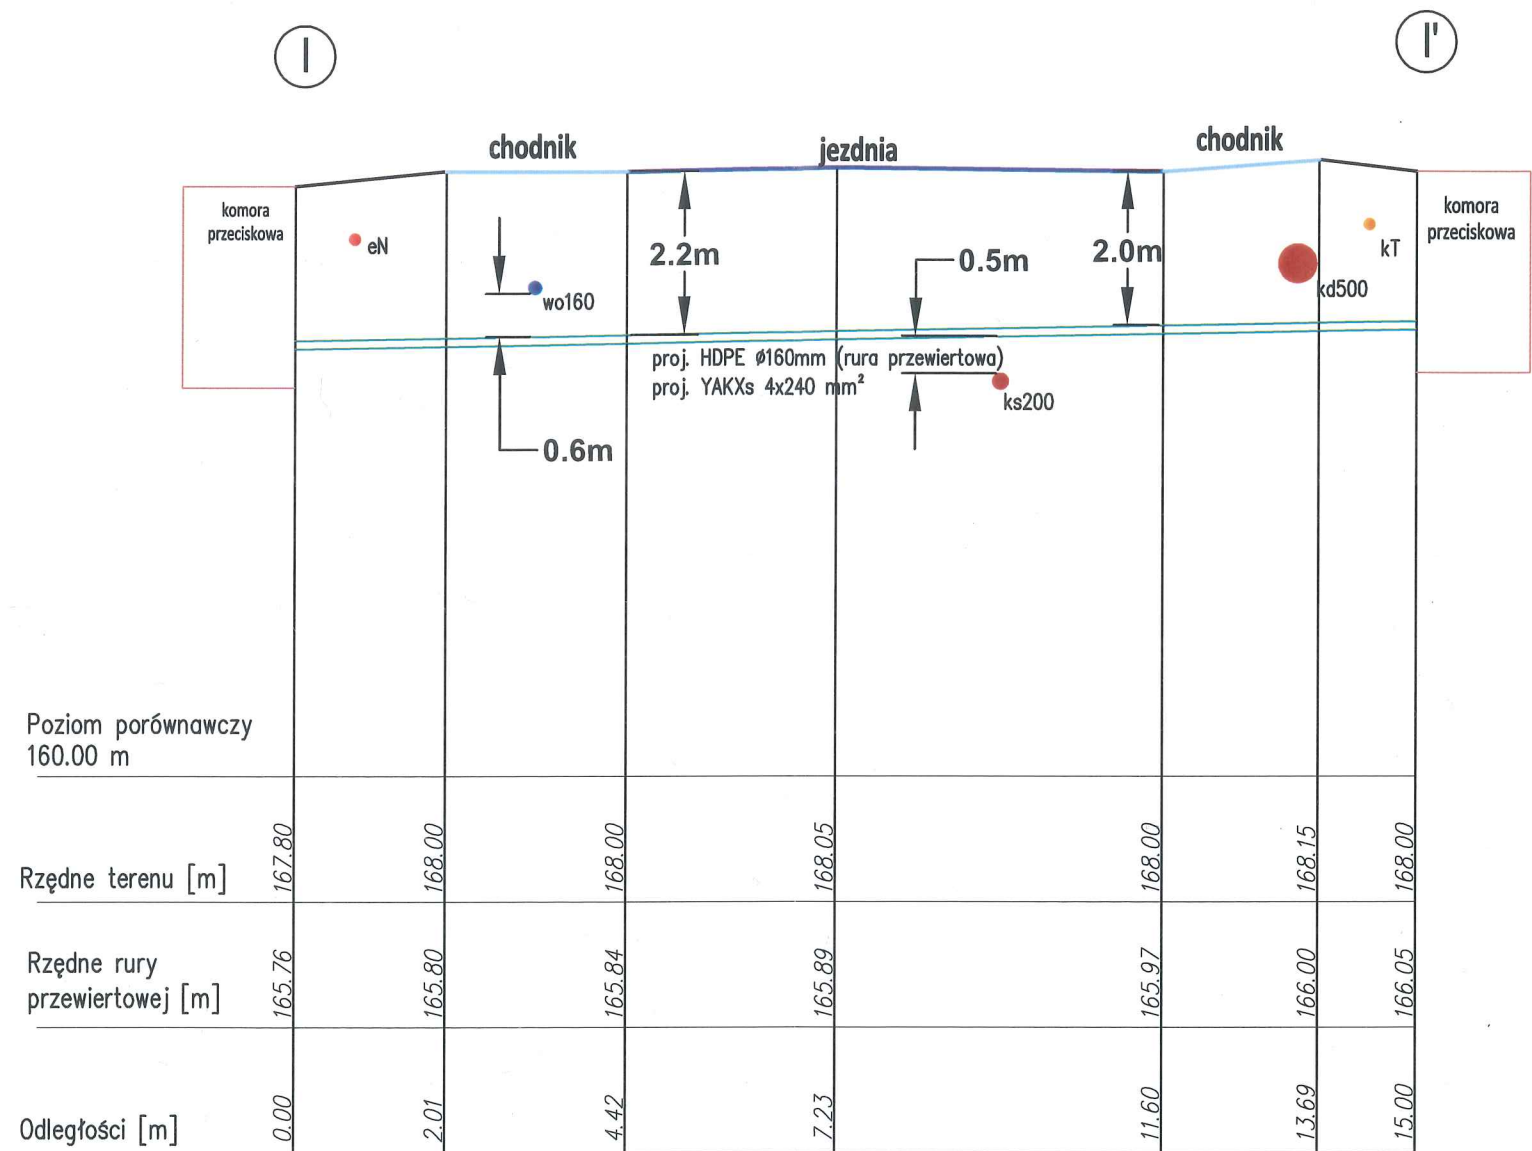 I
I'
chodnik
jezdnia
chodnik
komora
przeciskowa
eN
wo160
2.2m
0.5m
2.0m
kd500
kT
komora
przeciskowa
proj. HDPE ø160mm (rura przewiertowa)
proj. YAKXs 4x240 mm²
ks200
0.6m
Poziom porównawczy
160.00 m
Rzędne terenu [m] 167.80 168.00 168.00 168.05 168.00 168.15 168.00
Rzędne rury
przewiertowej [m] 165.76 165.80 165.84 165.89 165.97 166.00 166.05
Odległości [m] 0.00 2.01 4.42 7.23 11.60 13.69 15.00